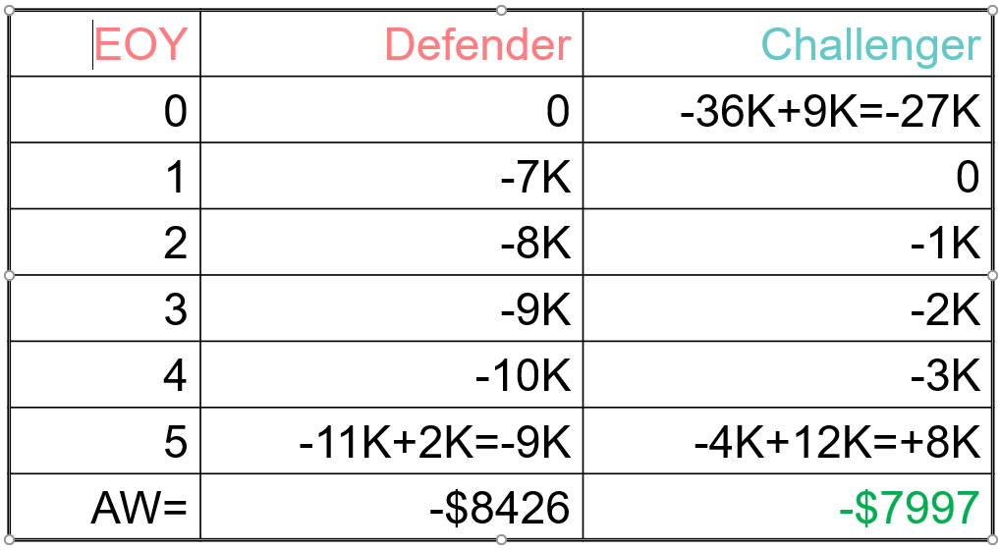 EOY Defender Challenger
0 0 -36K+9K=-27K
1 -7K 0
2 -8K -1K
3 -9K -2K
4 -10K -3K
5 -11K+2K=-9K -4K+12K=+8K
AW= -$8426 -$7997